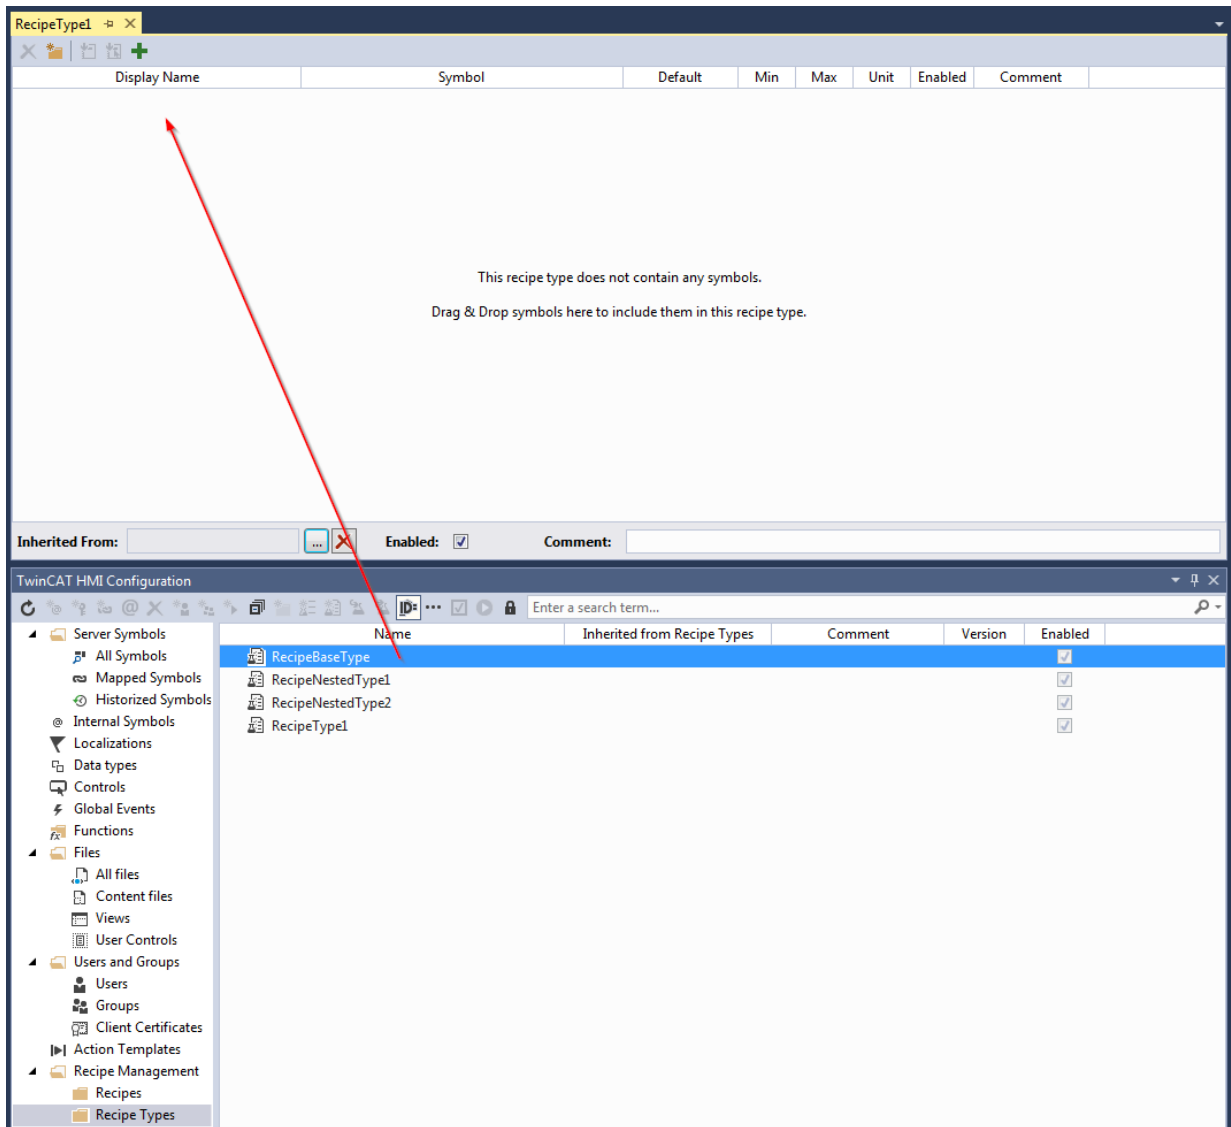 RecipeType1
Display Name Symbol Default Min Max Unit Enabled Comment
This recipe type does not contain any symbols.
Drag & Drop symbols here to include them in this recipe type.
Inherited From: ... Enabled: Comment:
TwinCAT HMI Configuration
Enter a search term...
Name Inherited from Recipe Types Comment Version Enabled
Server Symbols
All Symbols
Mapped Symbols
Historized Symbols
Internal Symbols
Localizations
Data types
Controls
Global Events
Functions
Files
All files
Content files
Views
User Controls
Users and Groups
Users
Groups
Client Certificates
Action Templates
Recipe Management
Recipes
Recipe Types
RecipeBaseType
RecipeNestedType1
RecipeNestedType2
RecipeType1